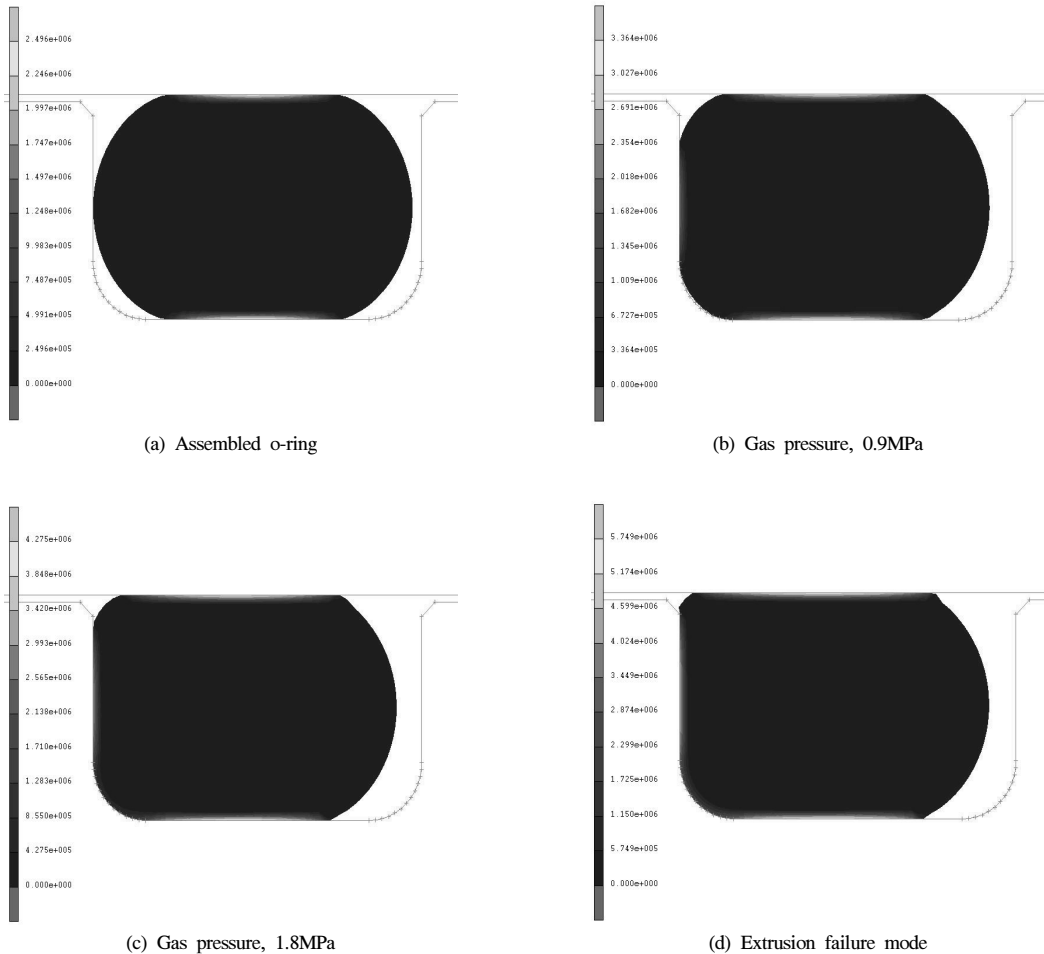 2.496e+006
2.246e+006
1.997e+006
1.747e+006
1.497e+006
1.248e+006
9.983e+005
7.487e+005
4.991e+005
2.496e+005
0.000e+000
(a) Assembled o-ring
3.364e+006
3.027e+006
2.691e+006
2.354e+006
2.018e+006
1.682e+006
1.345e+006
1.009e+006
6.727e+005
3.364e+005
0.000e+000
(b) Gas pressure, 0.9MPa
4.275e+006
3.848e+006
3.420e+006
2.993e+006
2.565e+006
2.138e+006
1.710e+006
1.283e+006
8.550e+005
4.275e+005
0.000e+000
(c) Gas pressure, 1.8MPa
5.749e+006
5.174e+006
4.599e+006
4.024e+006
3.449e+006
2.874e+006
2.299e+006
1.725e+006
1.150e+006
5.749e+005
0.000e+000
(d) Extrusion failure mode